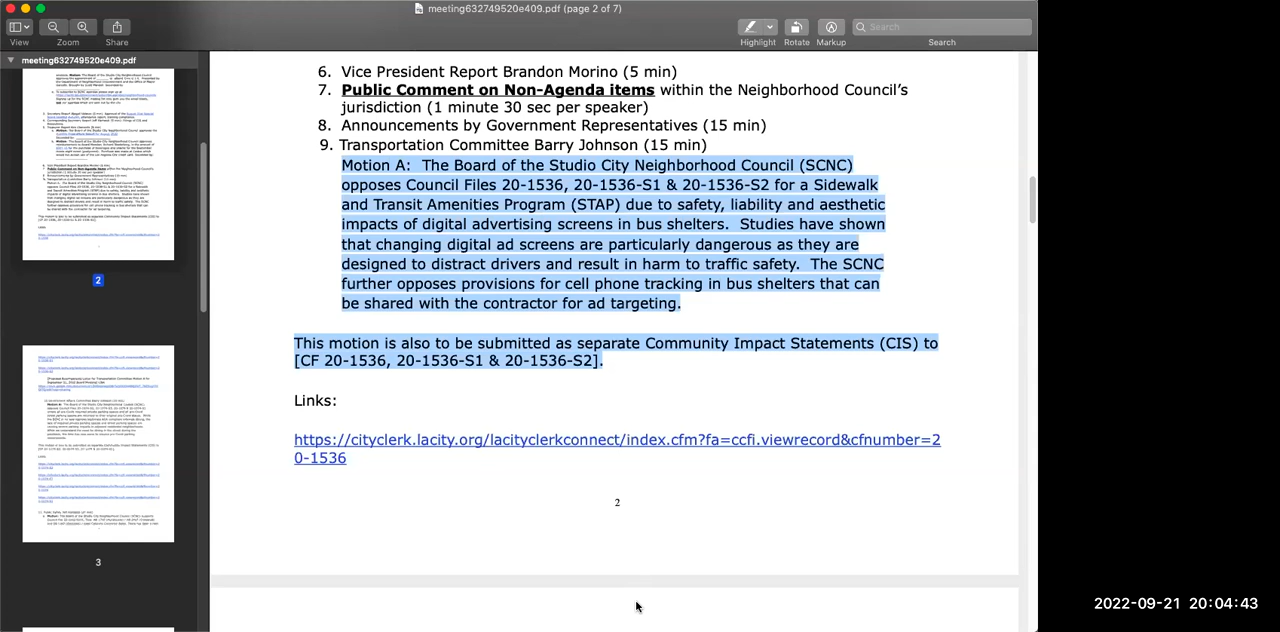 meeting632749520e409.pdf (page 2 of 7)
View
Zoom
Share
Highlight
Rotate
Markup
Search
Search
meeting632749520e409.pdf
2
3
6. Vice President Report Dean Morino (5 min)
7. Public Comment on Non-Agenda items within the Neighborhood Council's
jurisdiction (1 minute 30 sec per speaker)
8. Announcements by Government Representatives (15 min)
9. Transportation Committee Barry Johnson (15 min)
Motion A: The Board of the Studio City Neighborhood Council (SCNC)
opposes Council Files 20-1536, 20-1536-S1 & 20-1536-S2 for a Sidewalk
and Transit Amenities Program (STAP) due to safety, liability and aesthetic
impacts of digital advertising screens in bus shelters. Studies have shown
that changing digital ad screens are particularly dangerous as they are
designed to distract drivers and result in harm to traffic safety. The SCNC
further opposes provisions for cell phone tracking in bus shelters that can
be shared with the contractor for ad targeting.
This motion is also to be submitted as separate Community Impact Statements (CIS) to
[CF 20-1536, 20-1536-S1 & 20-1536-S2].
Links:
https://cityclerk.lacity.org/lacityclerkconnect/index.cfm?fa=ccfi.viewrecord&cfnumber=2
0-1536
2
2022-09-21 20:04:43